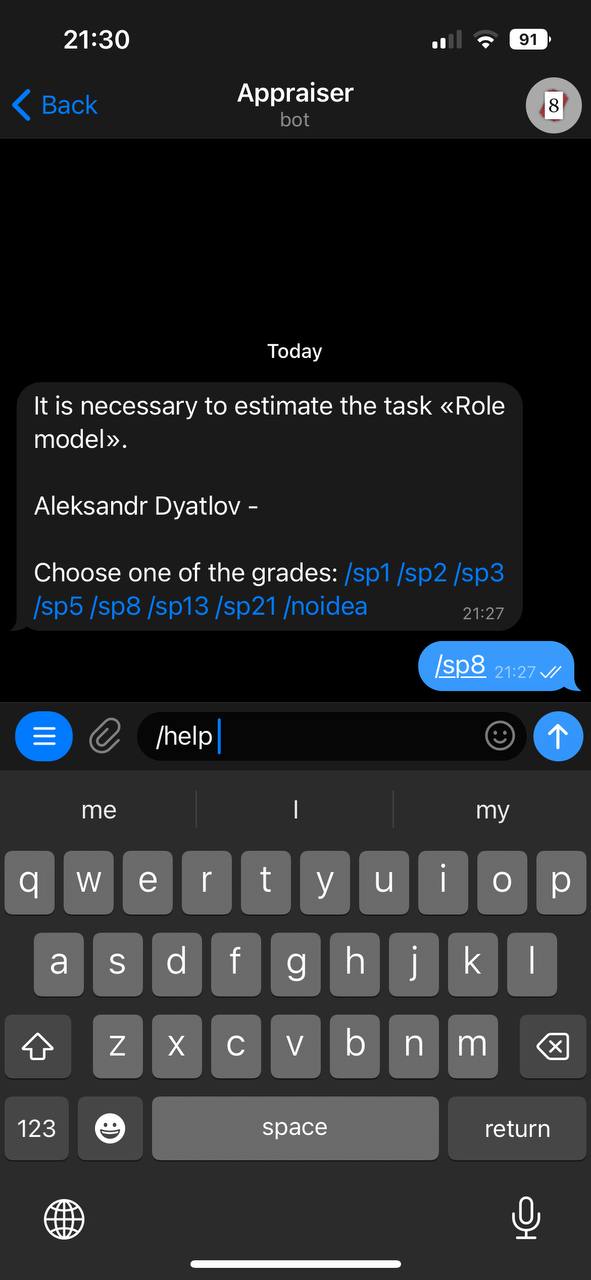 21:30
91
Back
Appraiser
bot
8
Today
It is necessary to estimate the task «Role
model».
Aleksandr Dyatlov -
Choose one of the grades: /sp1 /sp2 /sp3
/sp5 /sp8 /sp13 /sp21 /noidea
21:27
/sp8 21:27
/help
me I my
q w e r t y u i o p
a s d f g h j k l
z x c v b n m
123 space return